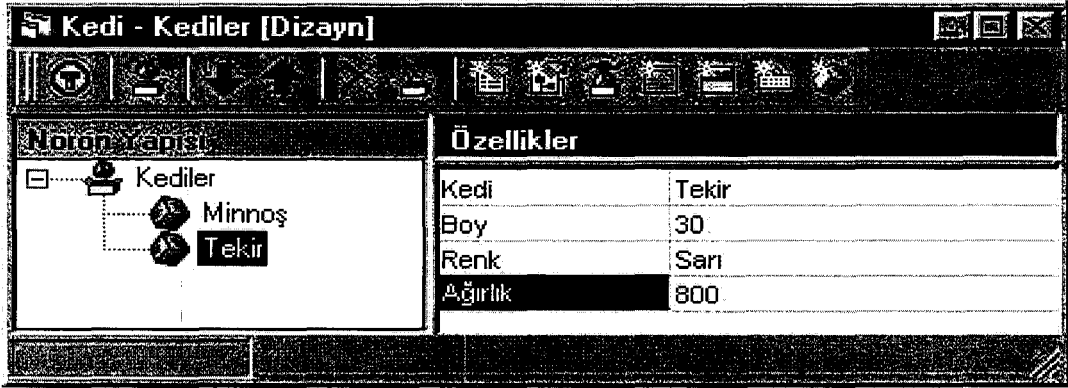 Kedi - Kediler [Dizayn]
Nöron Yapısı
Kediler
Minnoş
Tekir
Özellikler
Kedi Tekir
Boy 30
Renk Sarı
Ağırlık 800